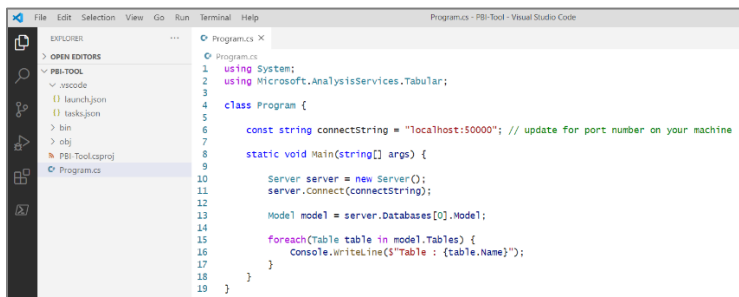 File Edit Selection View Go Run Terminal Help Program.cs - PBI-Tool - Visual Studio Code
EXPLORER ...
OPEN EDITORS
PBI-TOOL
.vscode
{} launch.json
{} tasks.json
bin
obj
PBI-Tool.csproj
C# Program.cs
C# Program.cs X
C# Program.cs
1 using System;
2 using Microsoft.AnalysisServices.Tabular;
3
4 class Program {
5
6 const string connectString = "localhost:50000"; // update for port number on your machine
7
8 static void Main(string[] args) {
9
10 Server server = new Server();
11 server.Connect(connectString);
12
13 Model model = server.Databases[0].Model;
14
15 foreach(Table table in model.Tables) {
16 Console.WriteLine($"Table : {table.Name}");
17 }
18 }
19 }